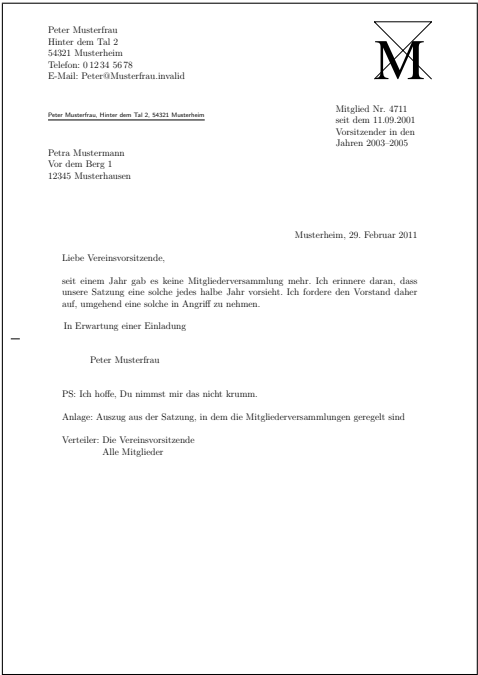 Peter Musterfrau
Hinter dem Tal 2
54321 Musterheim
Telefon: 0 12 34 56 78
E-Mail: Peter@Musterfrau.invalid
M
Mitglied Nr. 4711
seit dem 11.09.2001
Vorsitzender in den
Jahren 2003–2005
Peter Musterfrau, Hinter dem Tal 2, 54321 Musterheim
Petra Mustermann
Vor dem Berg 1
12345 Musterhausen
Musterheim, 29. Februar 2011
Liebe Vereinsvorsitzende,
seit einem Jahr gab es keine Mitgliederversammlung mehr. Ich erinnere daran, dass
unsere Satzung eine solche jedes halbe Jahr vorsieht. Ich fordere den Vorstand daher
auf, umgehend eine solche in Angriff zu nehmen.
In Erwartung einer Einladung
Peter Musterfrau
PS: Ich hoffe, Du nimmst mir das nicht krumm.
Anlage: Auszug aus der Satzung, in dem die Mitgliederversammlungen geregelt sind
Verteiler: Die Vereinsvorsitzende
Alle Mitglieder